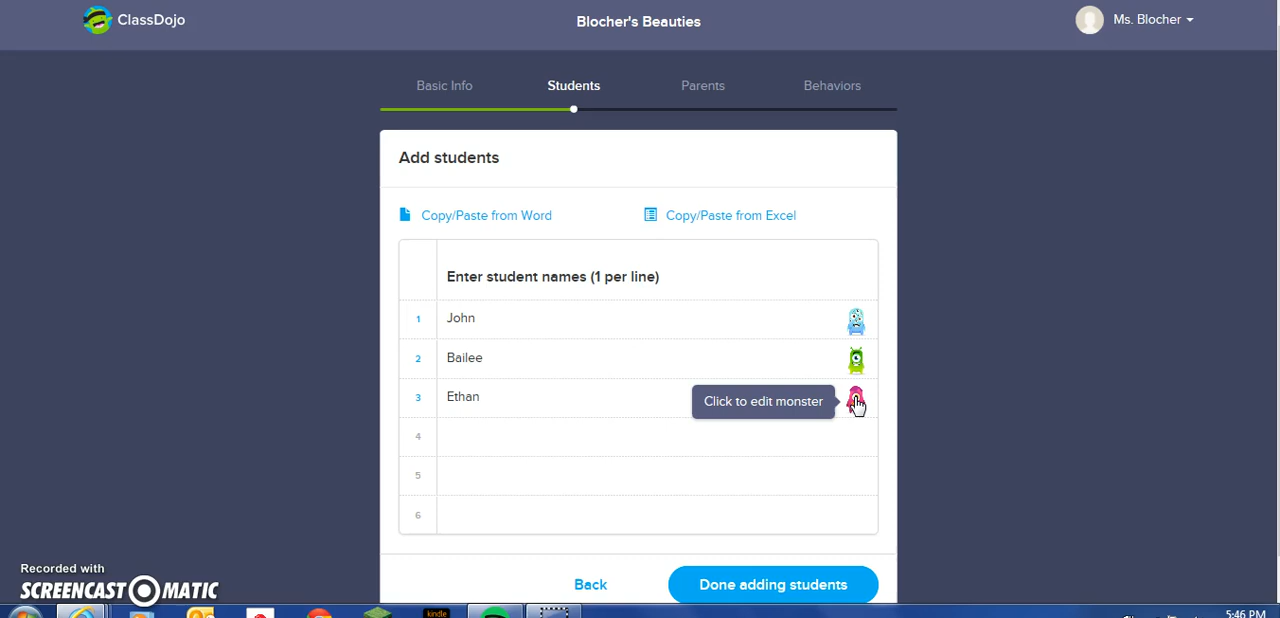 ClassDojo
Blocher's Beauties
Ms. Blocher
Basic Info
Students
Parents
Behaviors
Add students
Copy/Paste from Word
Copy/Paste from Excel
Enter student names (1 per line)
1 John
2 Bailee
3 Ethan
Click to edit monster
4
5
6
Back
Done adding students
Recorded with
SCREENCAST-O-MATIC
kindle
5:46 PM